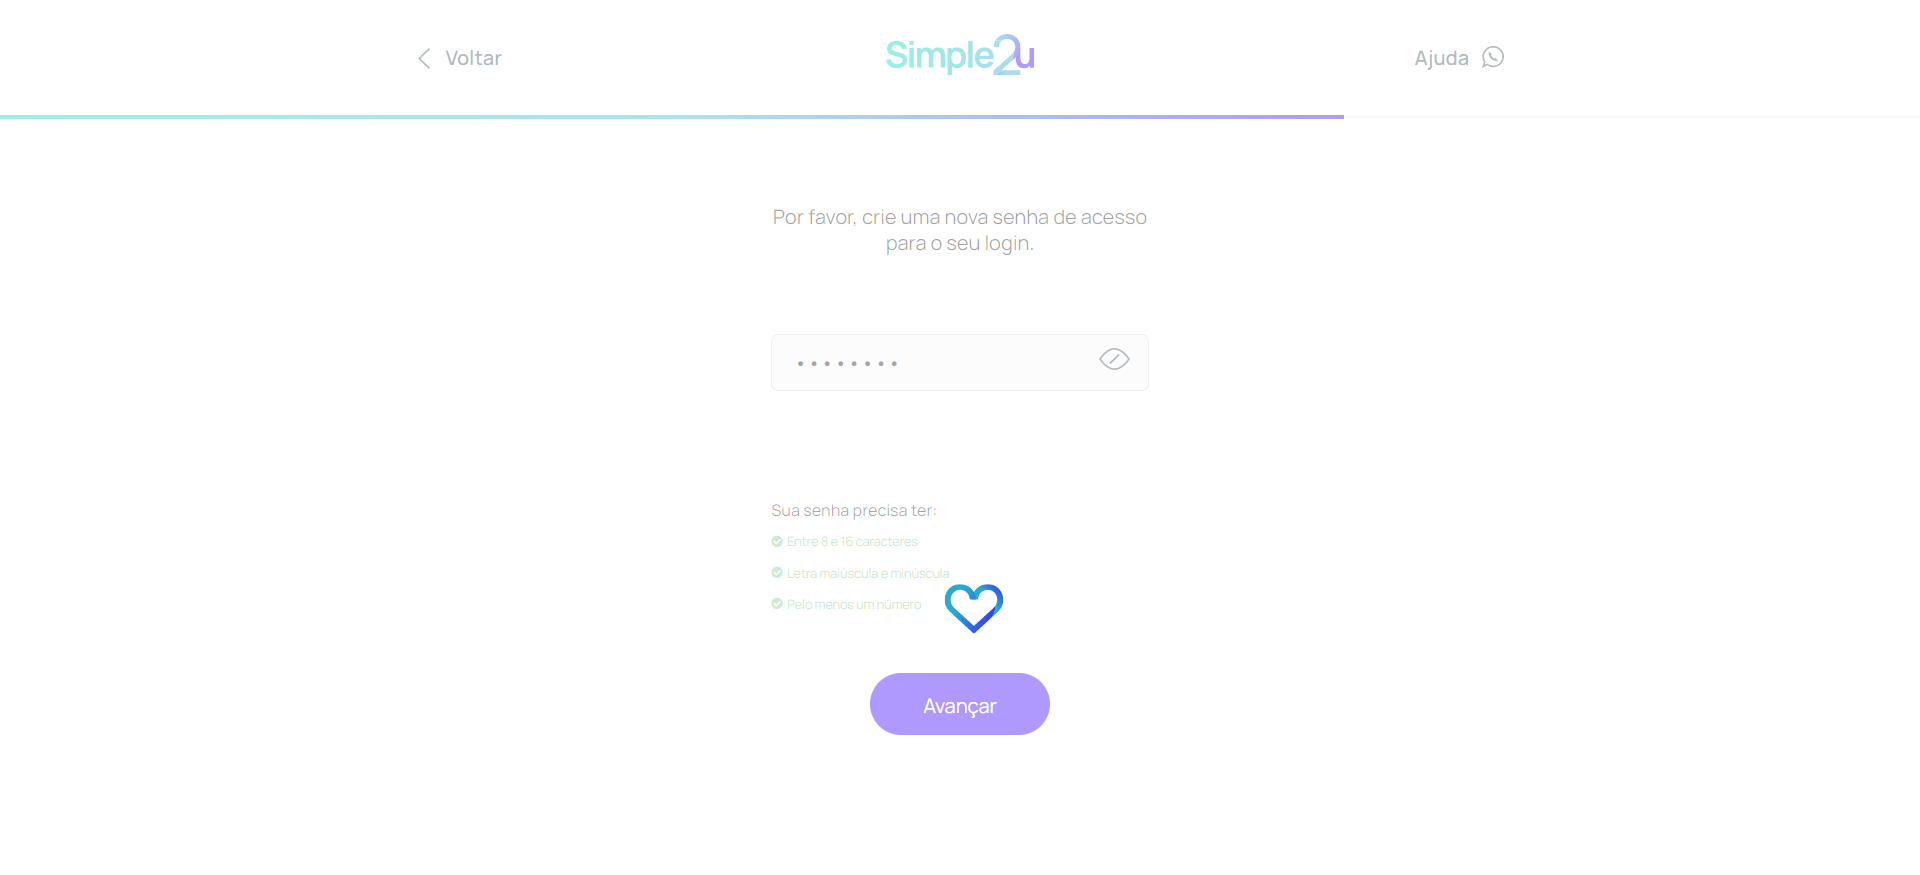 Voltar
Simple2u
Ajuda
Por favor, crie uma nova senha de acesso
para o seu login.
••••••••
Sua senha precisa ter:
Entre 8 e 16 caracteres
Letra maiúscula e minúscula
Pelo menos um número
Avançar